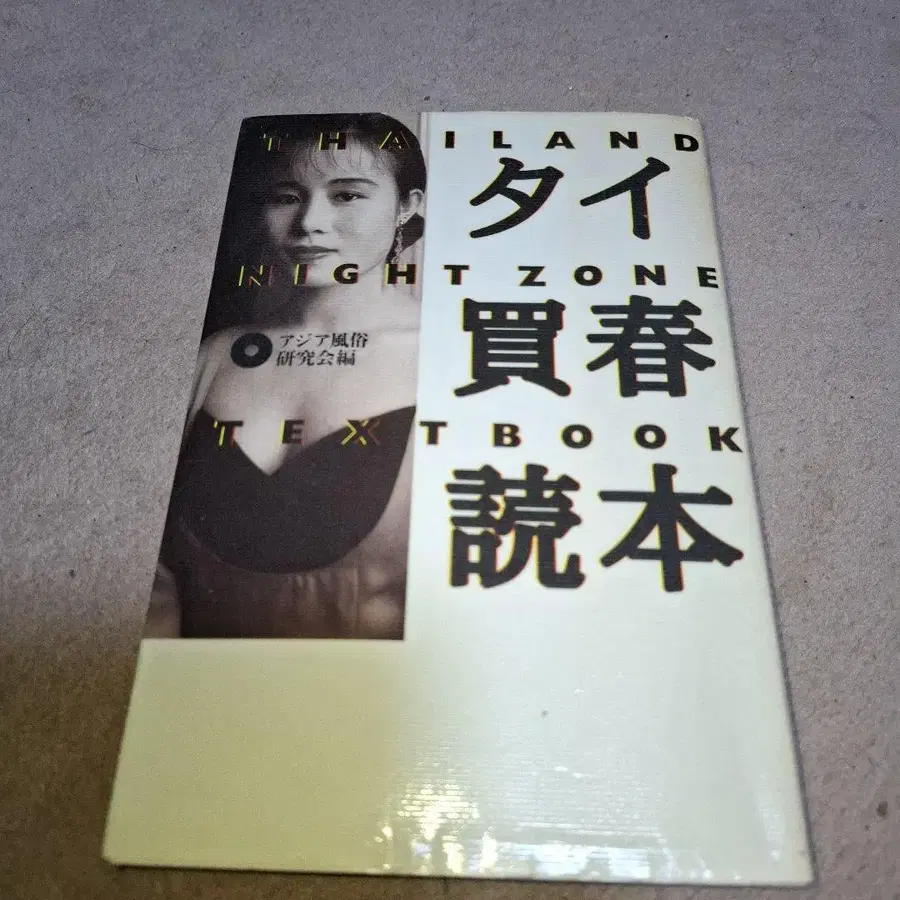 THAILAND
タイ
NIGHT ZONE
買春
アジア風俗
研究会編
TEXTBOOK
読本